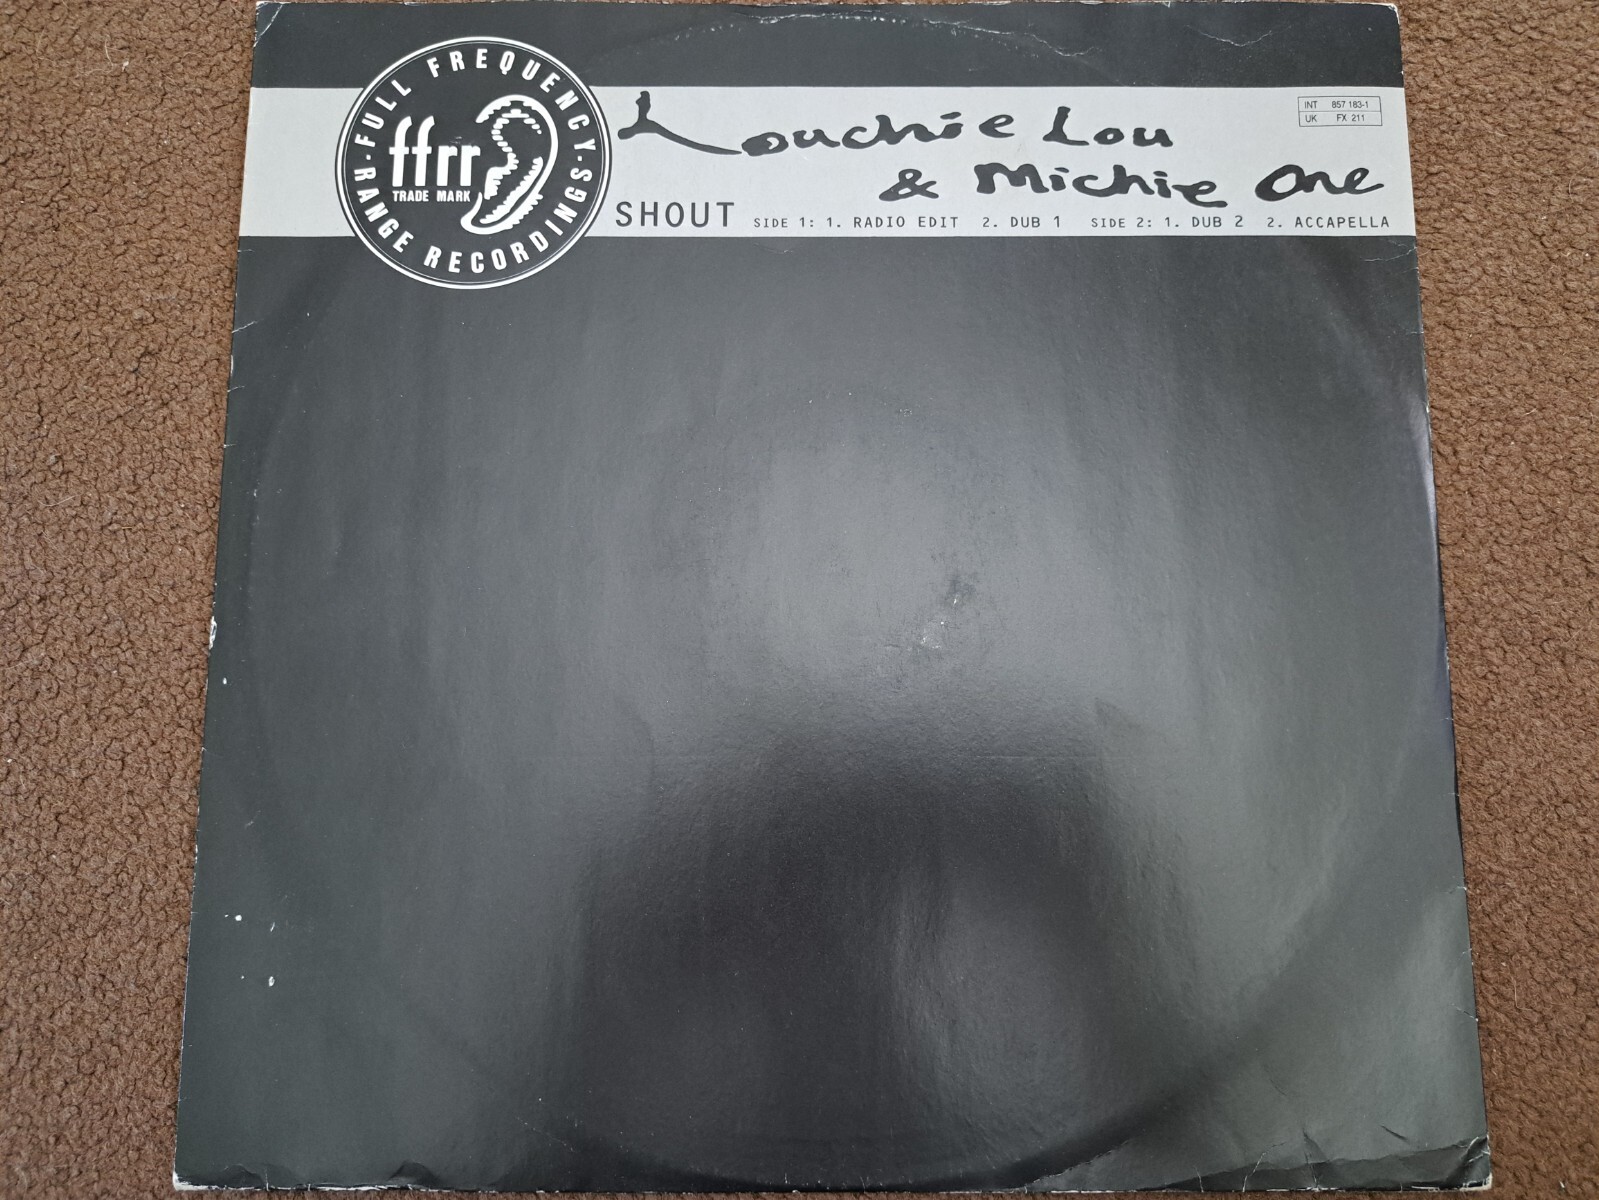 FULL FREQUENCY
RANGE RECORDINGS
ffrr
TRADE MARK
Louchie Lou
& Michie One
INT 857 183-1
UK FX 211
SHOUT SIDE 1: 1. RADIO EDIT 2. DUB 1 SIDE 2: 1. DUB 2 2. ACCAPELLA